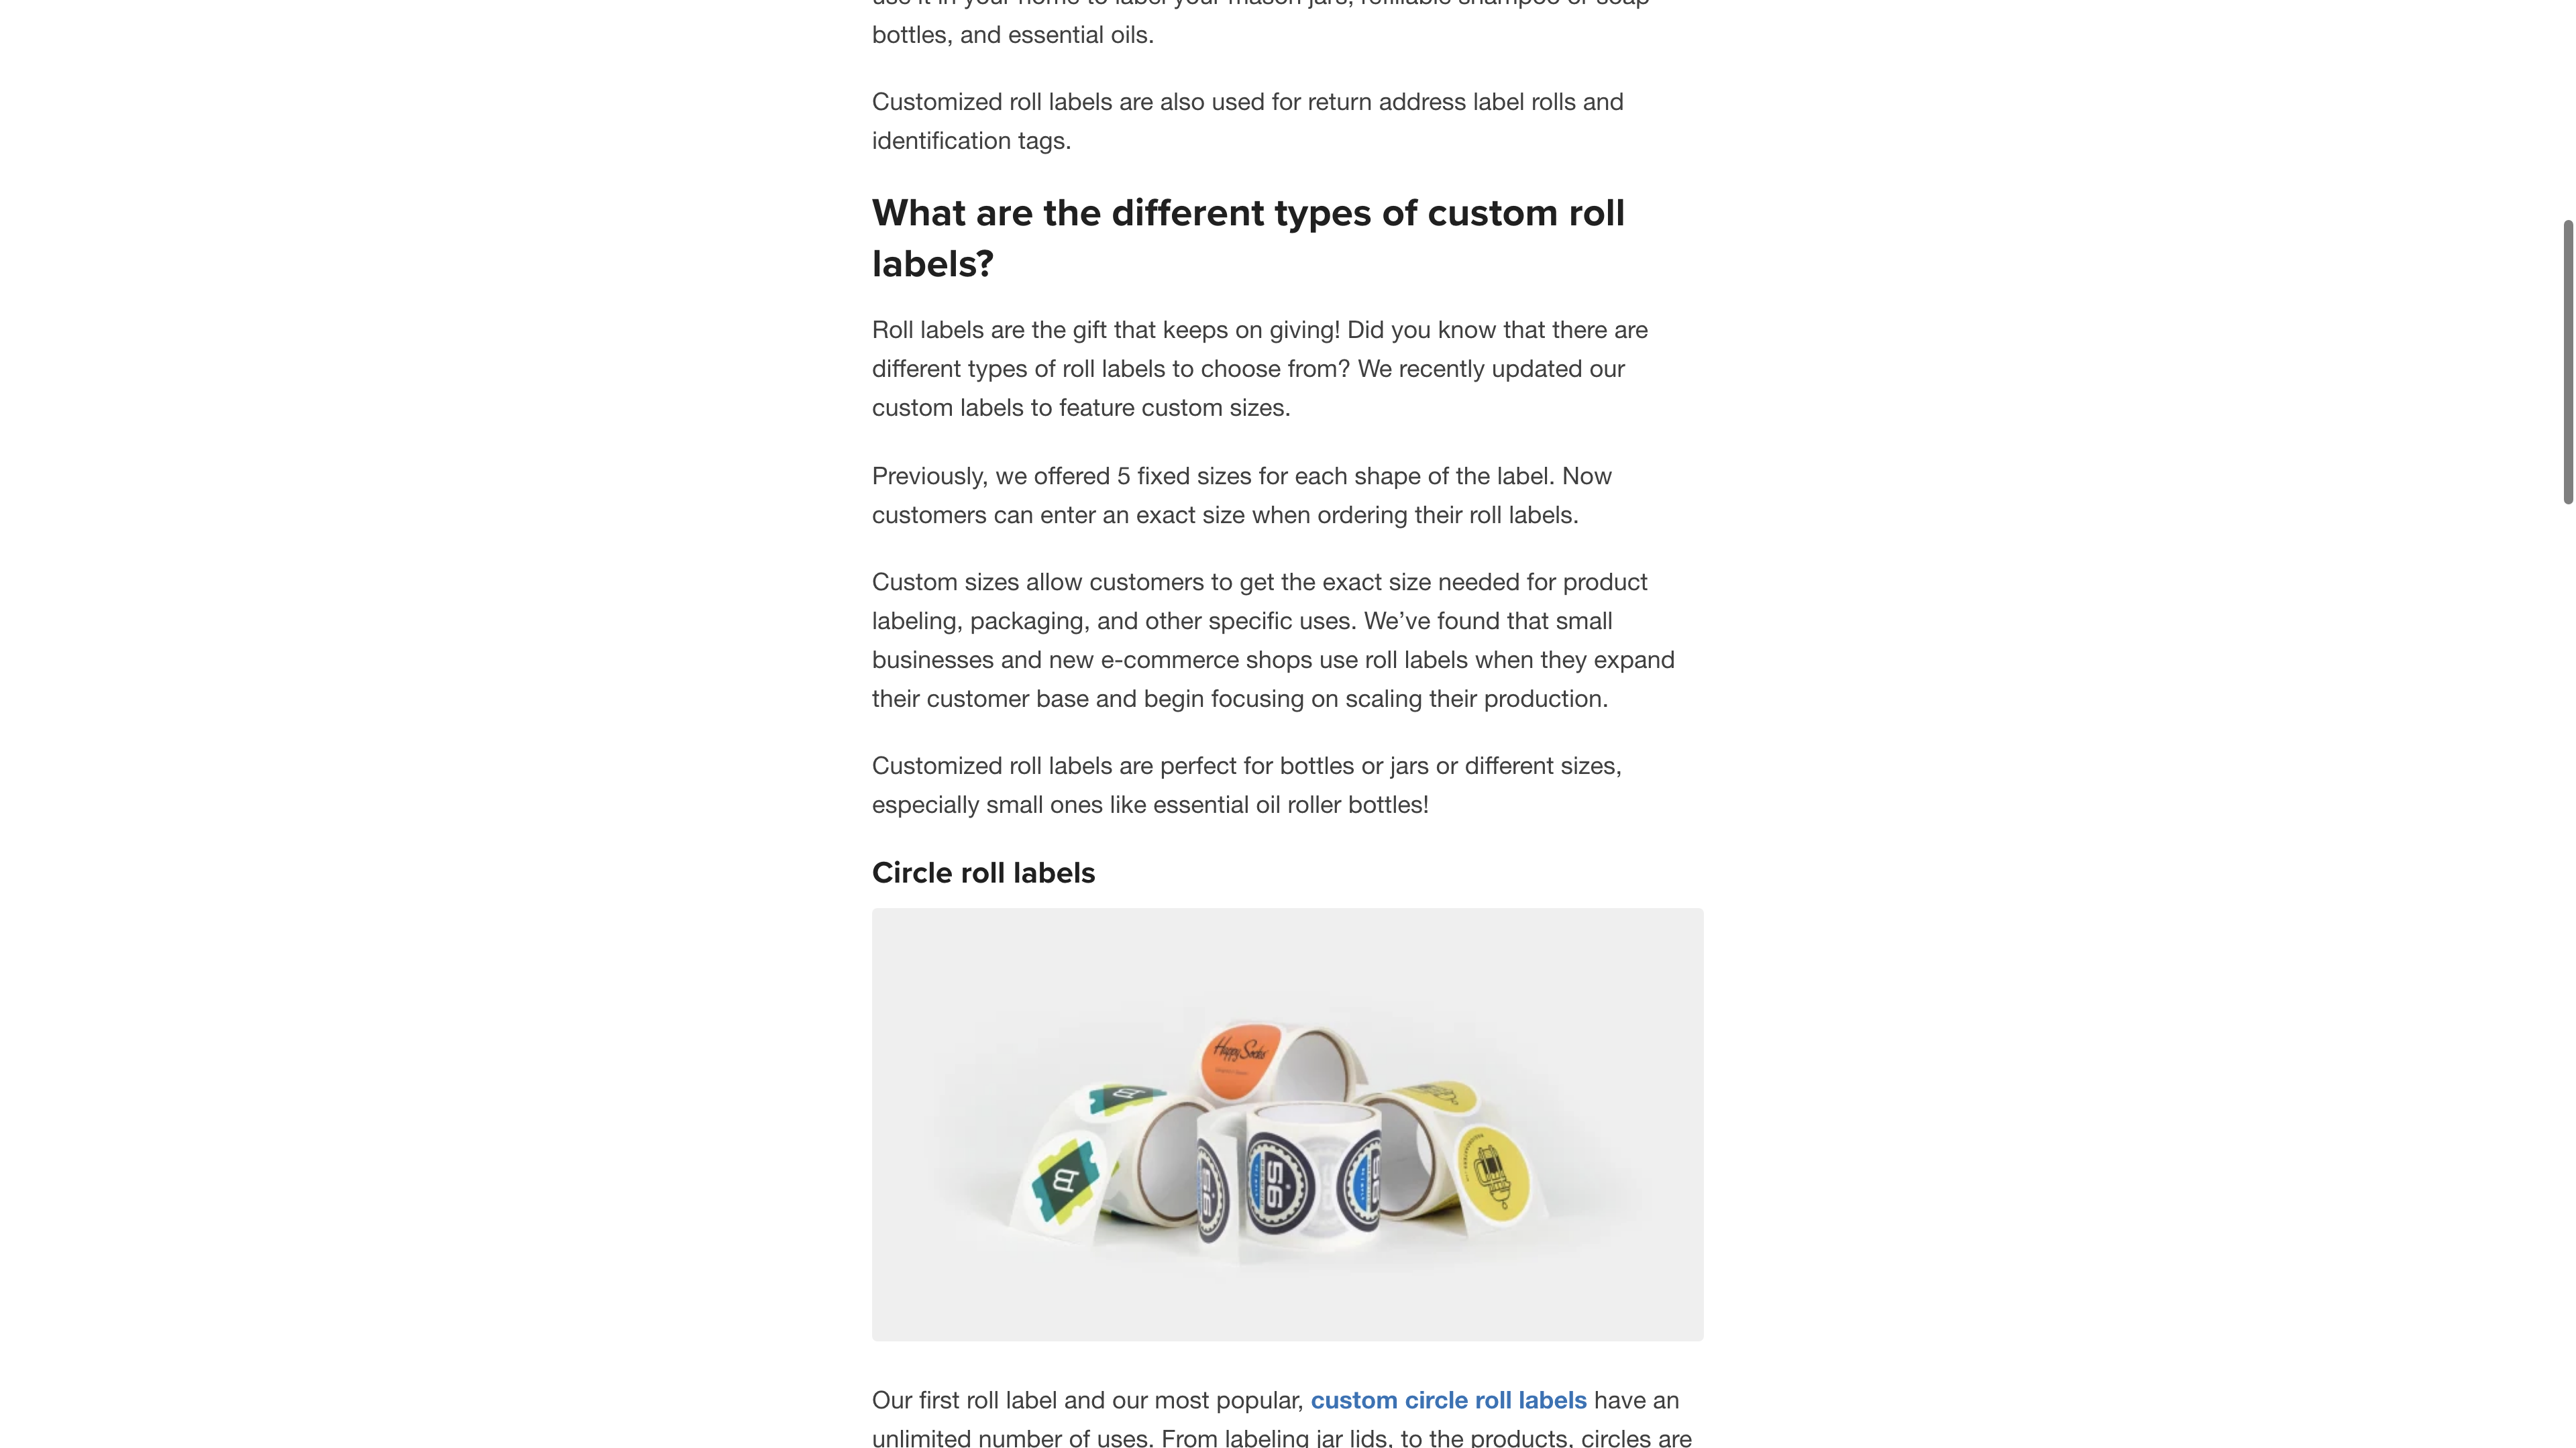 bottles, and essential oils.
Customized roll labels are also used for return address label rolls and
identification tags.
What are the different types of custom roll
labels?
Roll labels are the gift that keeps on giving! Did you know that there are
different types of roll labels to choose from? We recently updated our
custom labels to feature custom sizes.
Previously, we offered 5 fixed sizes for each shape of the label. Now
customers can enter an exact size when ordering their roll labels.
Custom sizes allow customers to get the exact size needed for product
labeling, packaging, and other specific uses. We’ve found that small
businesses and new e-commerce shops use roll labels when they expand
their customer base and begin focusing on scaling their production.
Customized roll labels are perfect for bottles or jars or different sizes,
especially small ones like essential oil roller bottles!
Circle roll labels
Happy Socks
56
56
Our first roll label and our most popular, custom circle roll labels have an
unlimited number of uses. From labeling jar lids, to the products, circles are